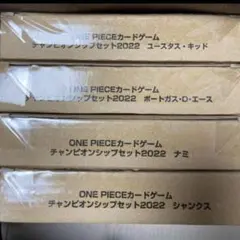 ONE PIECEカードゲーム
チャンピオンシップセット2022 ユースタス・キッド
カードゲーム
チャンピオンシップセット2022 ポートガス・D・エース
ONE PIECEカードゲーム
チャンピオンシップセット2022 ナミ
ONE PIECEカードゲーム
チャンピオンシップセット2022 シャンクス